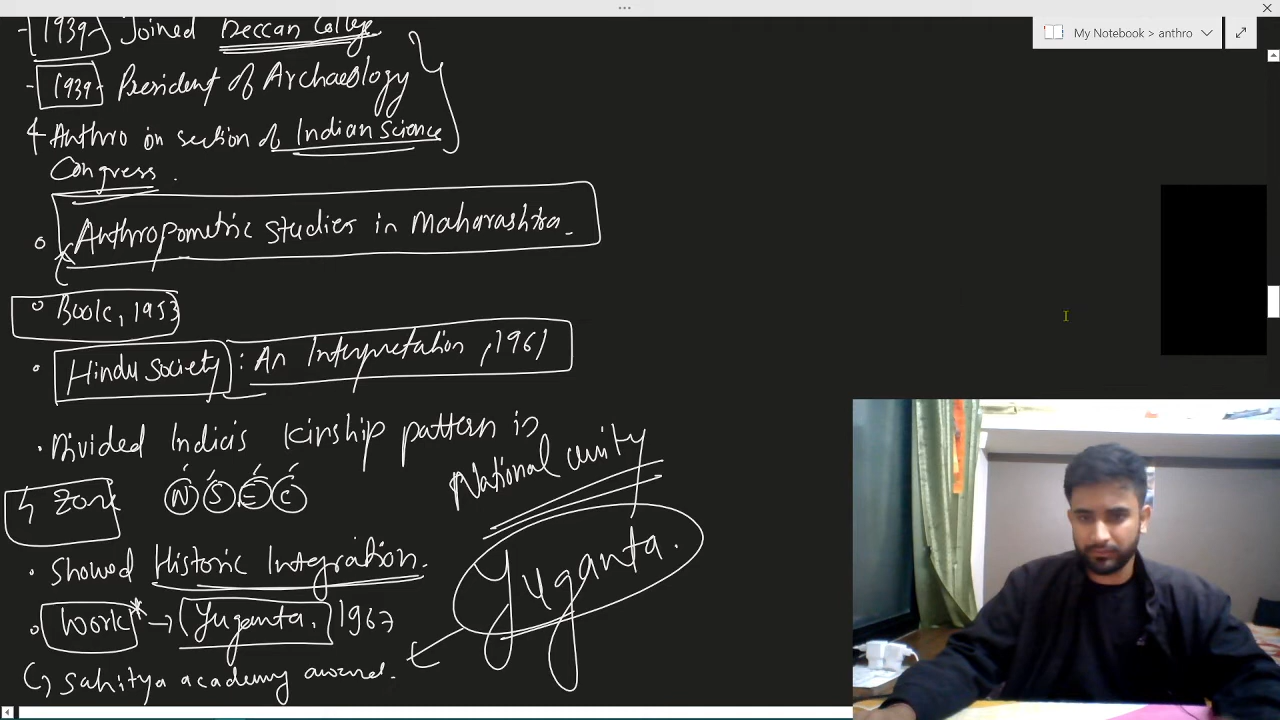 My Notebook > anthro
- 1939 - Joined Deccan College
- 1939 - President of Archaeology
& Anthro in section of Indian Science
Congress.
Anthropometric studies in Maharashtra.
Book, 1953
Hindu Society : An Interpretation, 1961
Divided India's kinship pattern in
4 Zone N S E C
National unity
Showed Historic Integration.
Yuganta.
Work* → Yuganta. 1967
↳ Sahitya academy award.